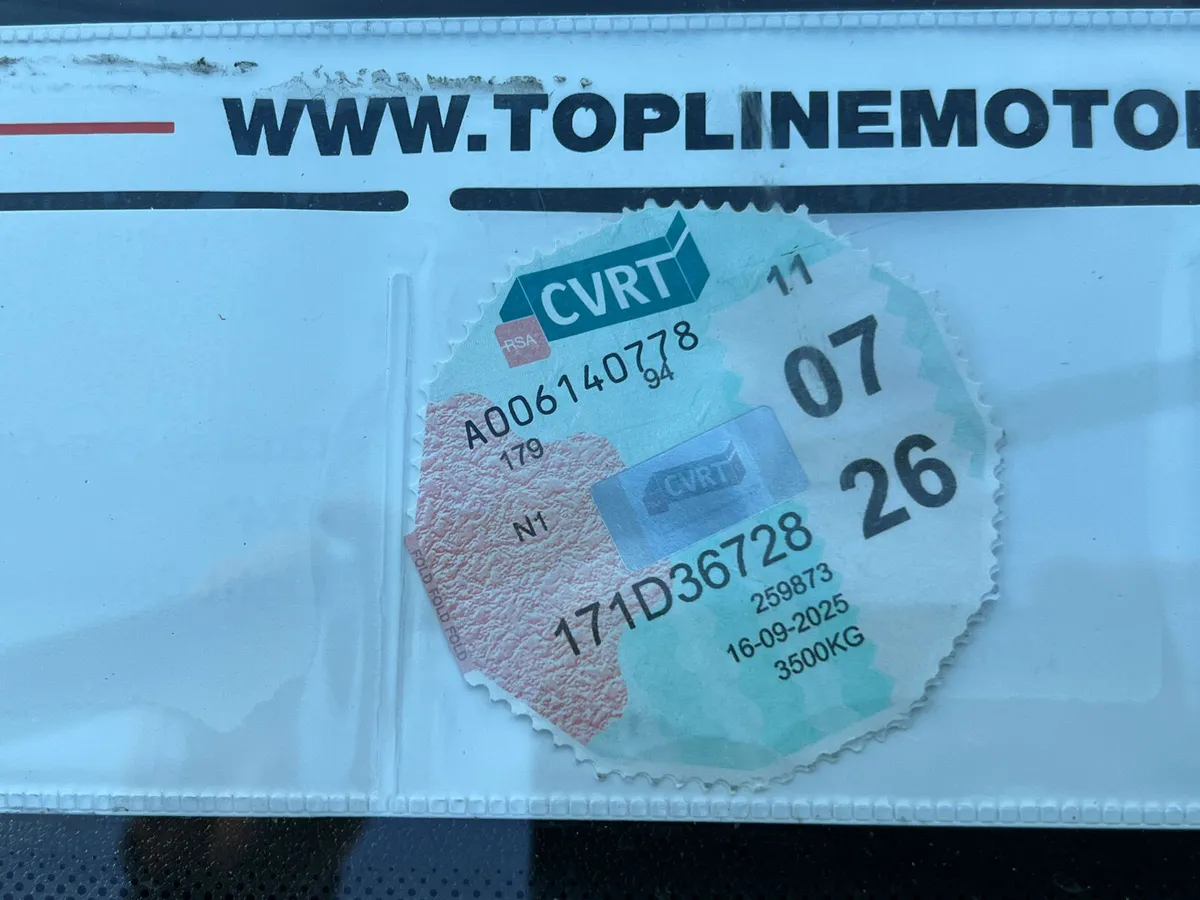 WWW.TOPLINEMOTO
CVRT
RSA
11
A006140778
94
07
179
CVRT
26
N1
171D36728
259873
16-09-2025
3500KG